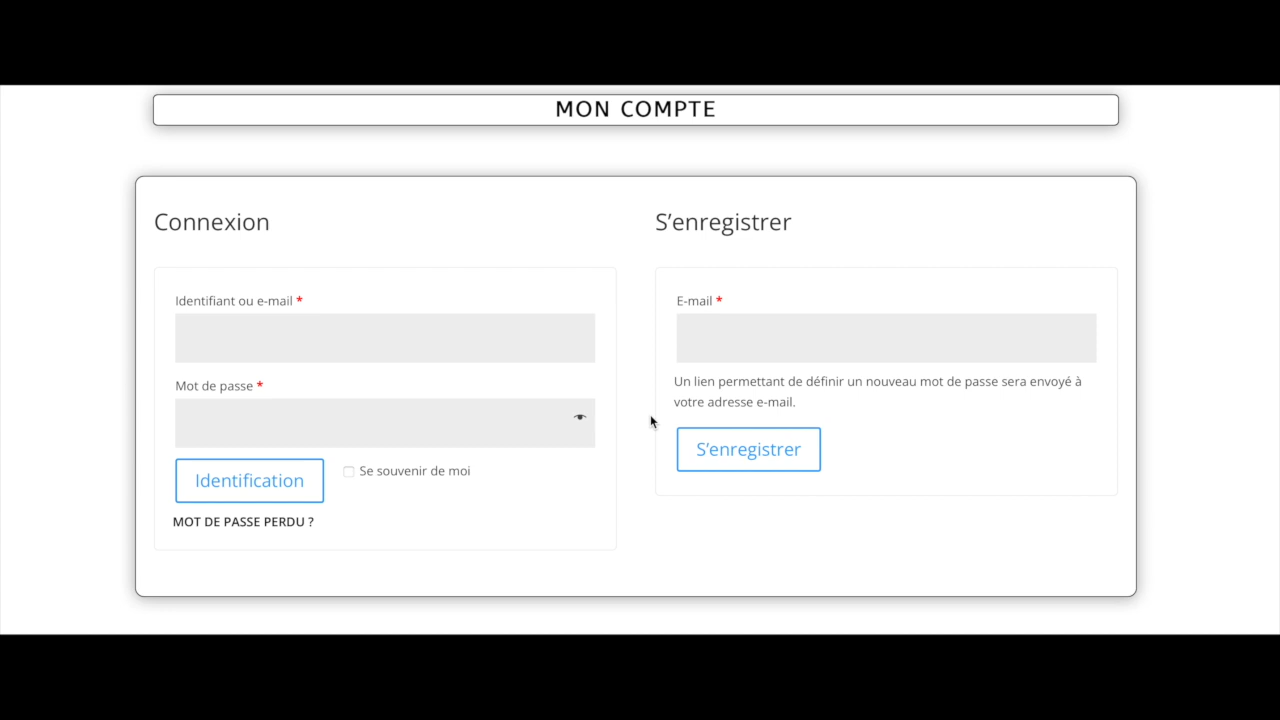 MON COMPTE
Connexion
Identifiant ou e-mail *
Mot de passe *
Identification
Se souvenir de moi
MOT DE PASSE PERDU ?
S’enregistrer
E-mail *
Un lien permettant de définir un nouveau mot de passe sera envoyé à
votre adresse e-mail.
S’enregistrer